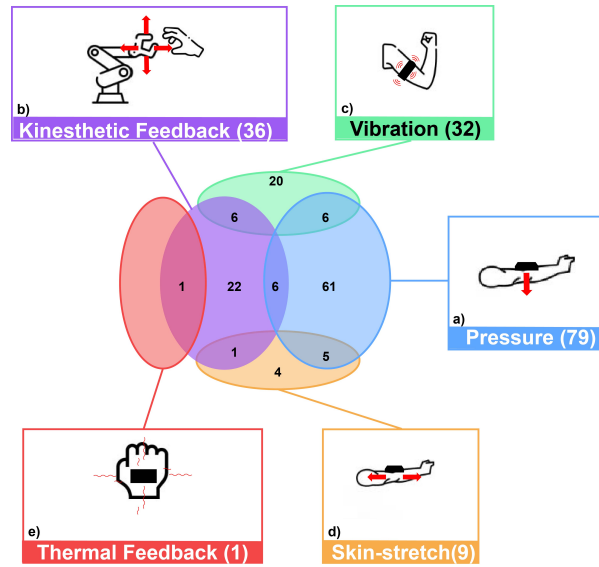 b)
Kinesthetic Feedback (36)
c)
Vibration (32)
20
6
6
1
22
6
61
1
5
4
a)
Pressure (79)
e)
Thermal Feedback (1)
d)
Skin-stretch(9)